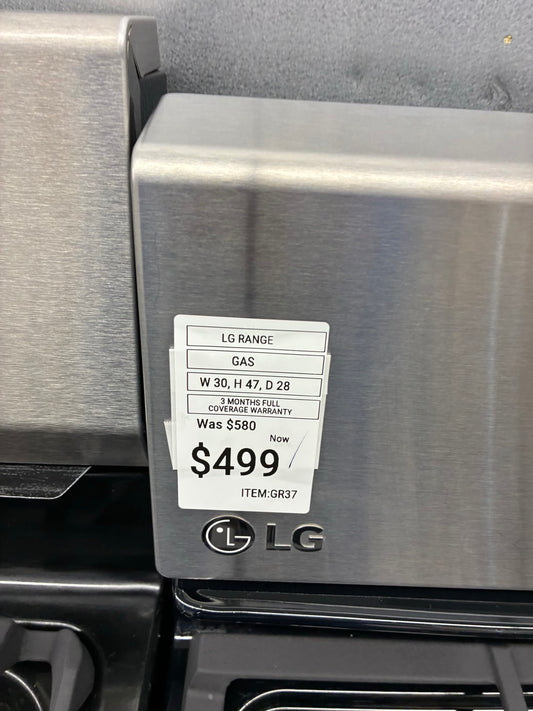 LG RANGE
GAS
W 30, H 47, D 28
3 MONTHS FULL
COVERAGE WARRANTY
Was $580
Now
$499
ITEM:GR37
LG